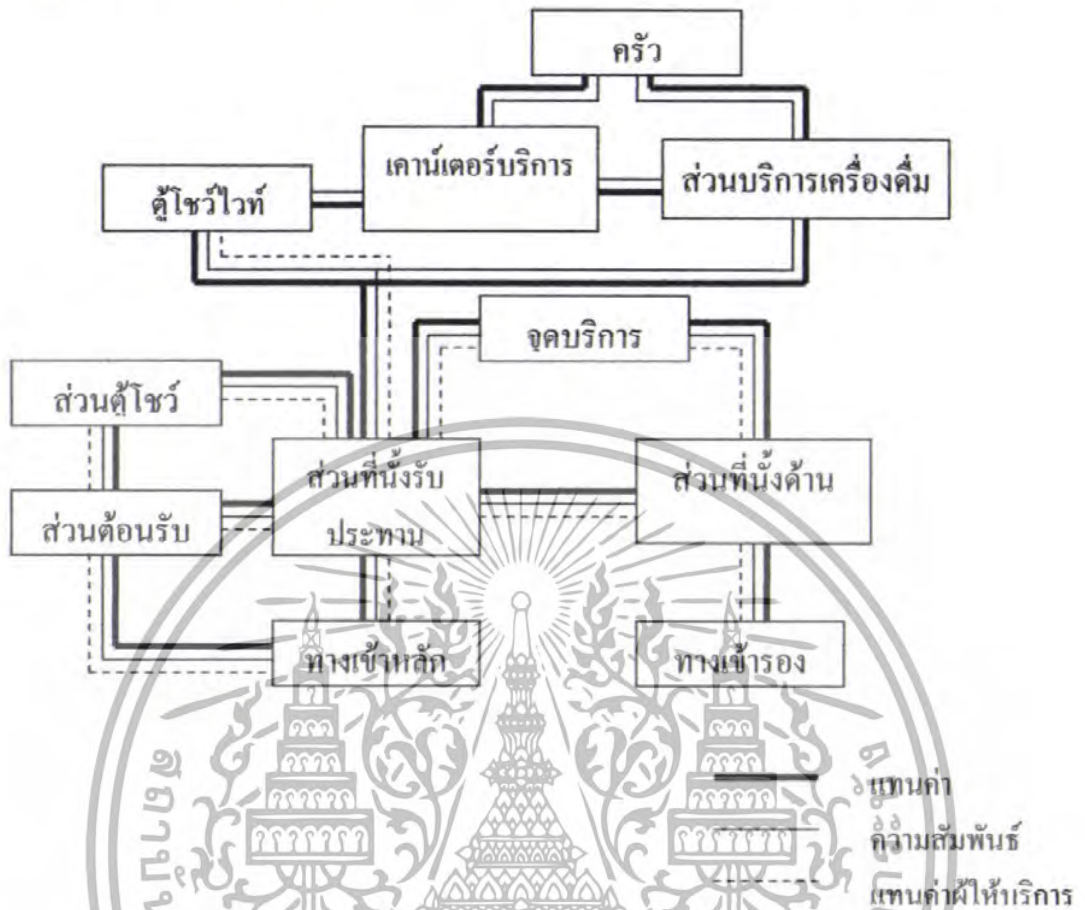 ครัว
เคาน์เตอร์บริการ
ส่วนบริการเครื่องดื่ม
ตู้โชว์ไวท์
จุดบริการ
ส่วนตู้โชว์
ส่วนที่นั่งรับ
ประทาน
ส่วนที่นั่งด้าน
ส่วนต้อนรับ
ทางเข้าหลัก
ทางเข้ารอง
แทนค่า
ความสัมพันธ์
แทนค่าผู้ให้บริการ